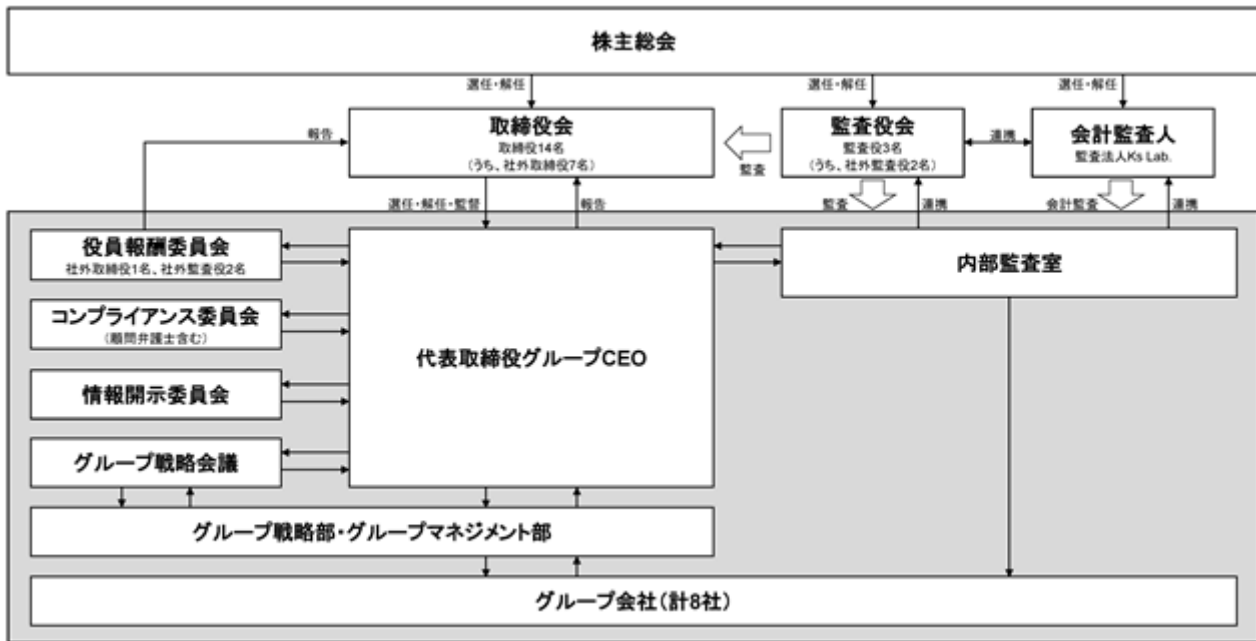 株主総会
選任・解任
選任・解任
選任・解任
取締役会
取締役14名
(うち、社外取締役7名)
監査役会
監査役3名
(うち、社外監査役2名)
会計監査人
監査法人Ks Lab.
報告
監査
連携
選任・解任・監督
報告
監査
連携
会計監査
連携
役員報酬委員会
社外取締役1名、社外監査役2名
コンプライアンス委員会
(顧問弁護士含む)
情報開示委員会
グループ戦略会議
代表取締役グループCEO
内部監査室
グループ戦略部・グループマネジメント部
グループ会社(計8社)